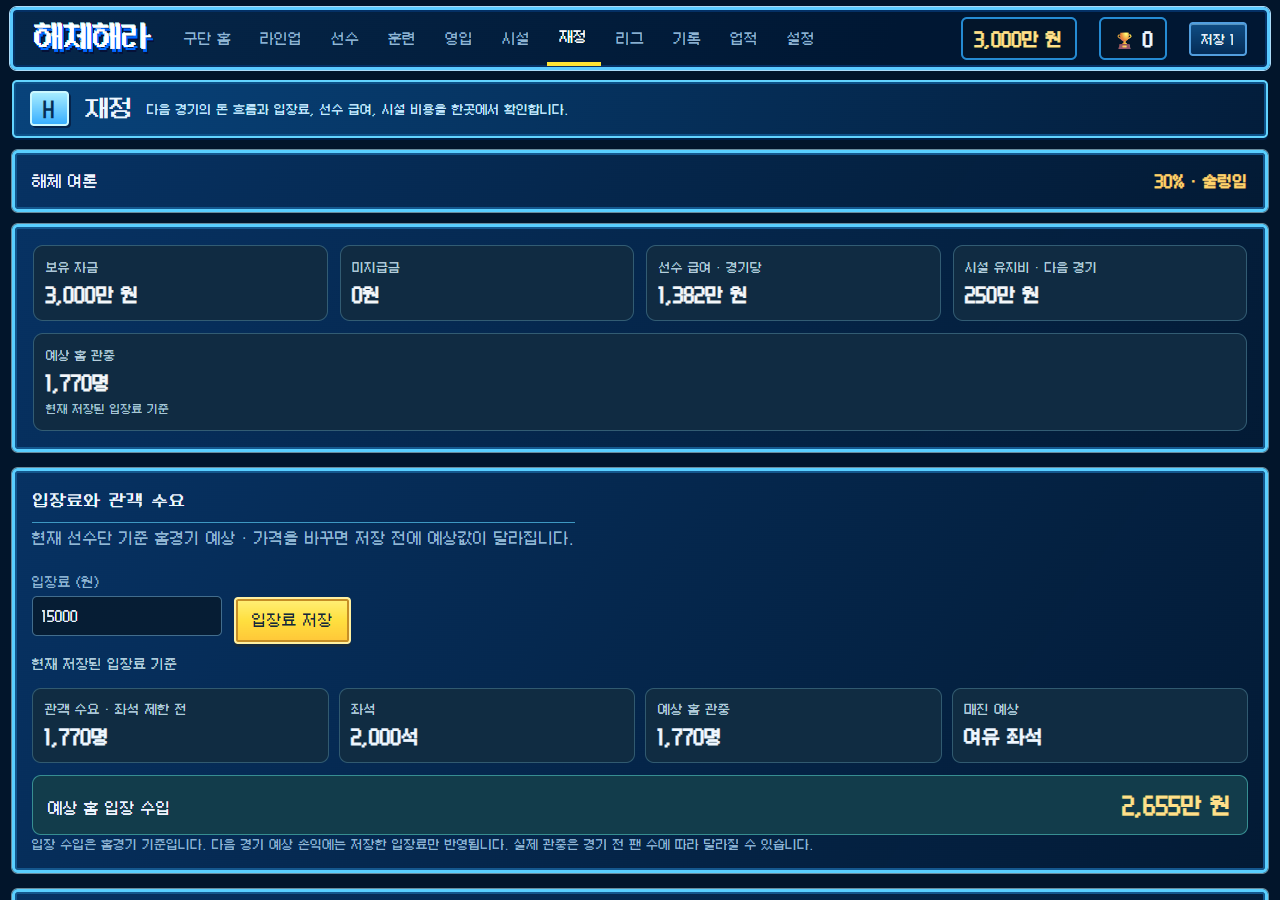 해체해라
구단 홈 라인업 선수 훈련 영입 시설 재정 리그 기록 업적 설정
3,000만 원
0
저장 1
H 재정 다음 경기의 돈 흐름과 입장료, 선수 급여, 시설 비용을 한곳에서 확인합니다.
해체 여론 30% · 술렁임
보유 자금
3,000만 원
미지급금
0원
선수 급여 · 경기당
1,382만 원
시설 유지비 · 다음 경기
250만 원
예상 홈 관중
1,770명
현재 저장된 입장료 기준
입장료와 관객 수요
현재 선수단 기준 홈경기 예상 · 가격을 바꾸면 저장 전에 예상값이 달라집니다.
입장료 (원)
15000
입장료 저장
현재 저장된 입장료 기준
관객 수요 · 좌석 제한 전
1,770명
좌석
2,000석
예상 홈 관중
1,770명
매진 예상
여유 좌석
예상 홈 입장 수입 2,655만 원
입장 수입은 홈경기 기준입니다. 다음 경기 예상 손익에는 저장한 입장료만 반영됩니다. 실제 관중은 경기 전 팬 수에 따라 달라질 수 있습니다.